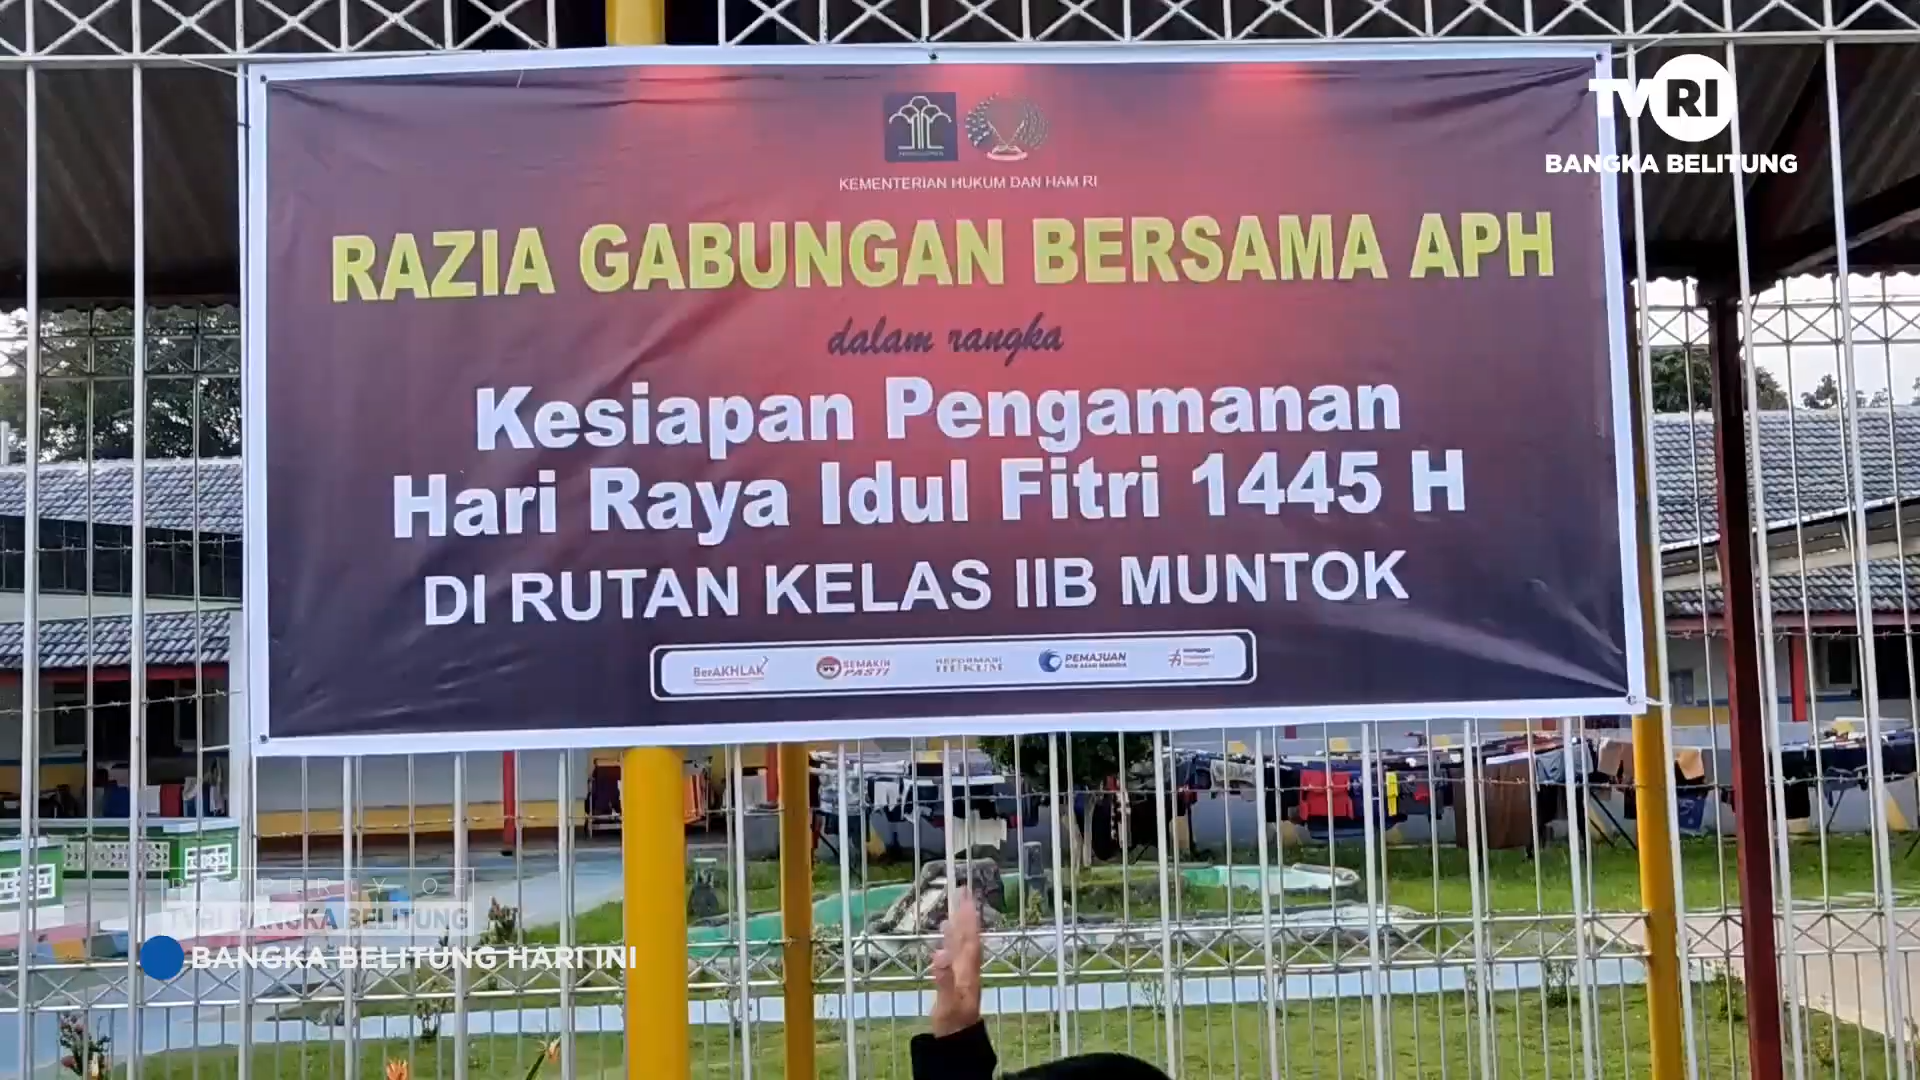 TVRI
BANGKA BELITUNG
KEMENTERIAN HUKUM DAN HAM RI
RAZIA GABUNGAN BERSAMA APH
dalam rangka
Kesiapan Pengamanan
Hari Raya Idul Fitri 1445 H
DI RUTAN KELAS IIB MUNTOK
BerAKHLAK
SEMAKIN PASTI
REFORMASI HUKUM
PEMAJUAN
PROPERTY OF
TVRI BANGKA BELITUNG
BANGKA BELITUNG HARI INI